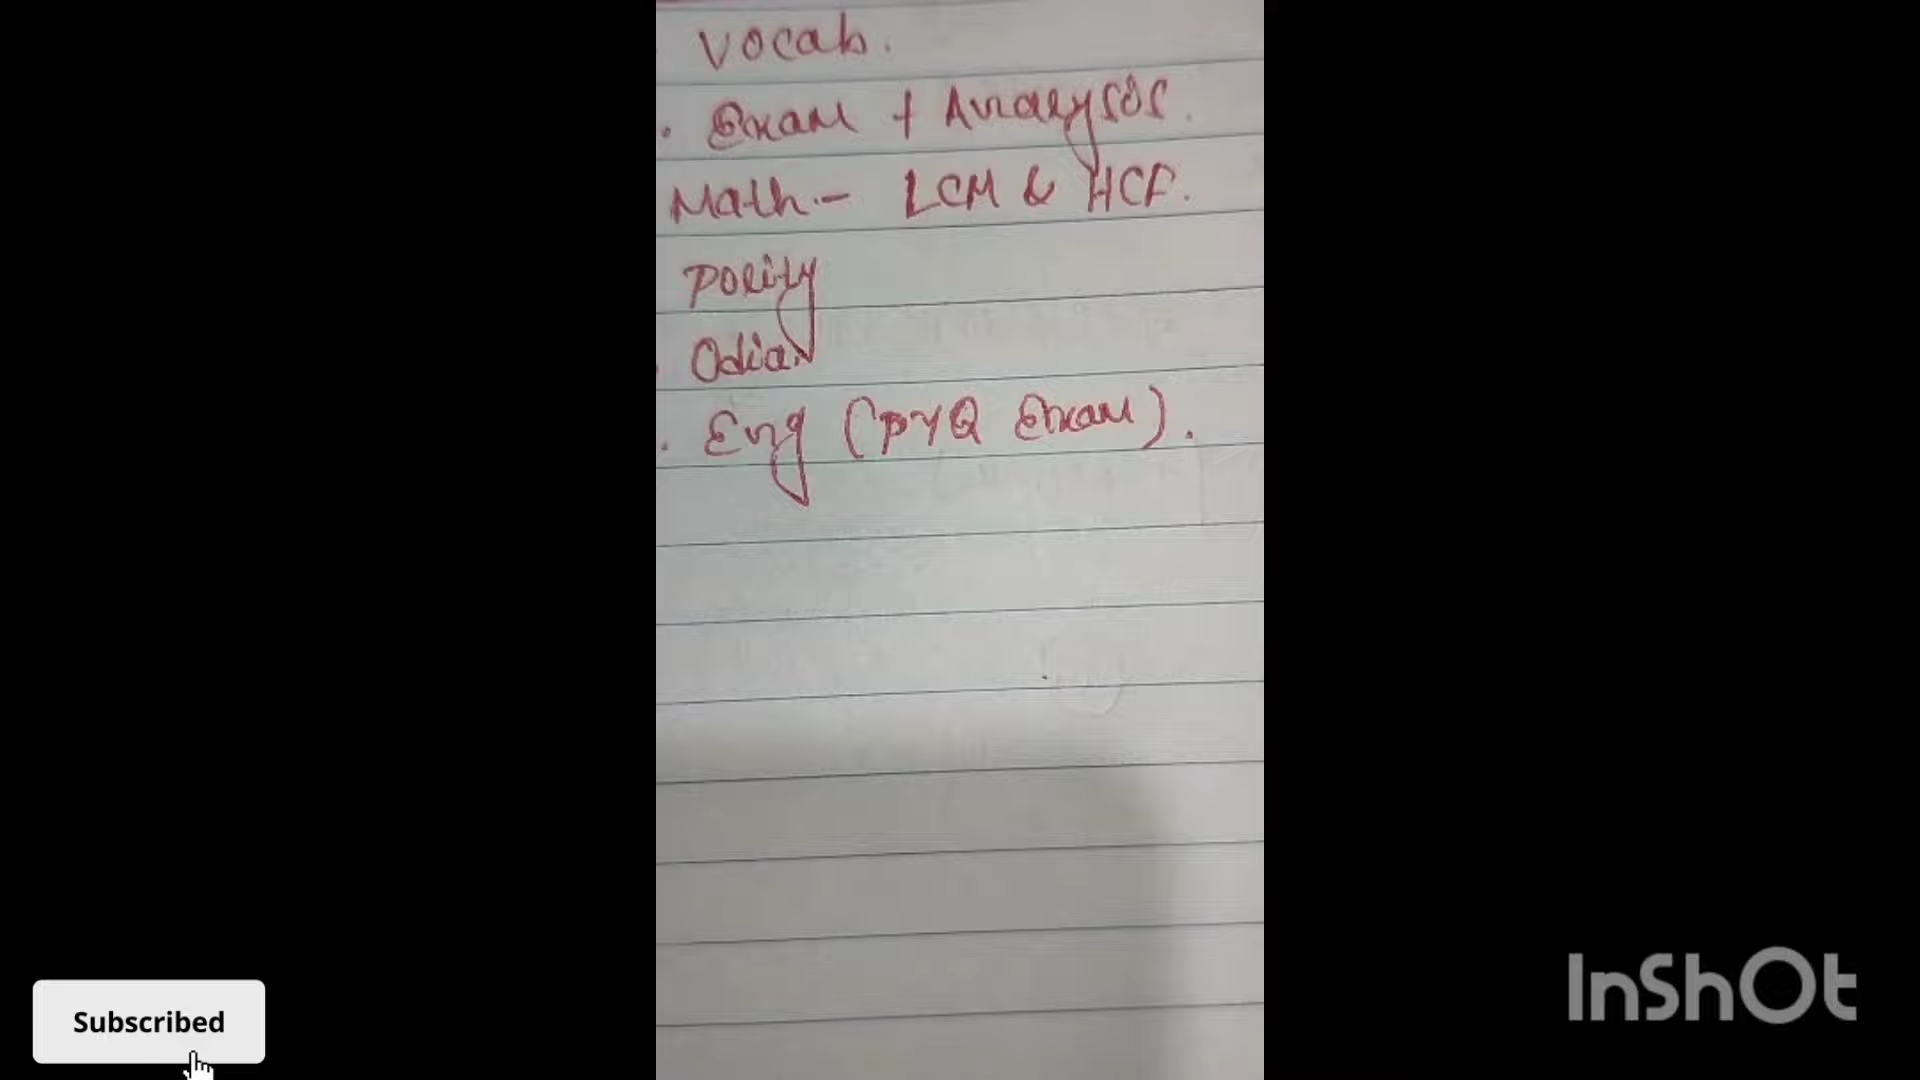 Vocab.
. Exam + Analysis.
Math.- LCM & HCF.
Polity
. Odia.
. Eng (PYQ Exam).
Subscribed
InShOt